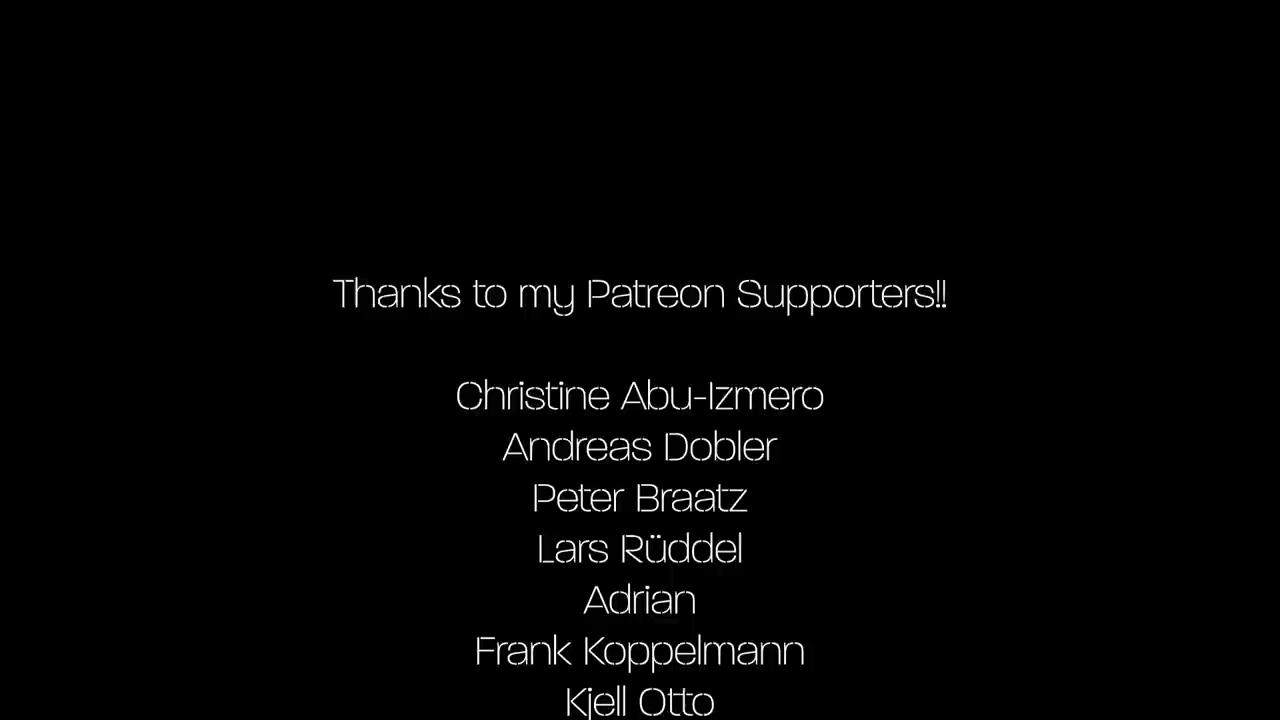 Thanks to my Patreon Supporters!!
Christine Abu-Izmero
Andreas Dobler
Peter Braatz
Lars Rüddel
Adrian
Frank Koppelmann
Kjell Otto